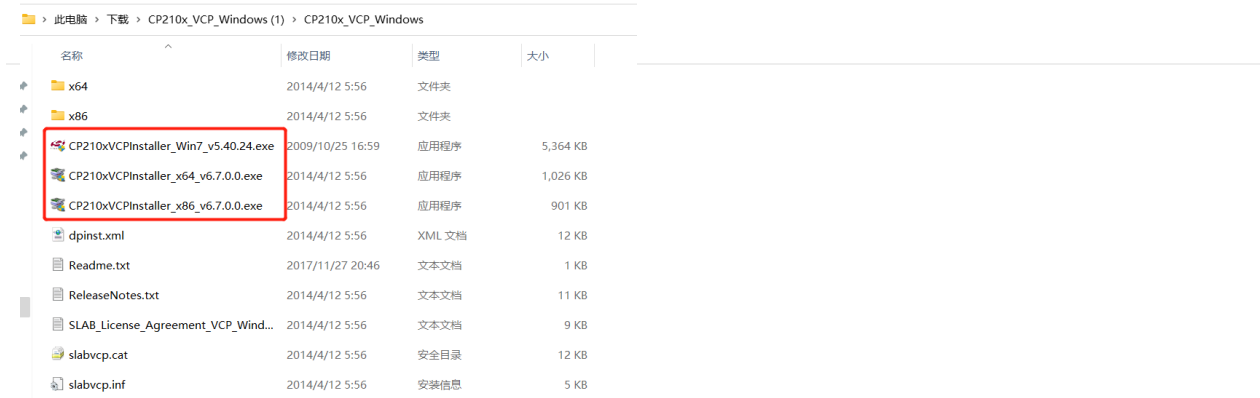 此电脑 > 下载 > CP210x_VCP_Windows (1) > CP210x_VCP_Windows
名称 修改日期 类型 大小
x64 2014/4/12 5:56 文件夹
x86 2014/4/12 5:56 文件夹
CP210xVCPInstaller_Win7_v5.40.24.exe 2009/10/25 16:59 应用程序 5,364 KB
CP210xVCPInstaller_x64_v6.7.0.0.exe 2014/4/12 5:56 应用程序 1,026 KB
CP210xVCPInstaller_x86_v6.7.0.0.exe 2014/4/12 5:56 应用程序 901 KB
dpinst.xml 2014/4/12 5:56 XML 文档 12 KB
Readme.txt 2017/11/27 20:46 文本文档 1 KB
ReleaseNotes.txt 2014/4/12 5:56 文本文档 11 KB
SLAB_License_Agreement_VCP_Wind... 2014/4/12 5:56 文本文档 9 KB
slabvcp.cat 2014/4/12 5:56 安全目录 12 KB
slabvcp.inf 2014/4/12 5:56 安装信息 5 KB